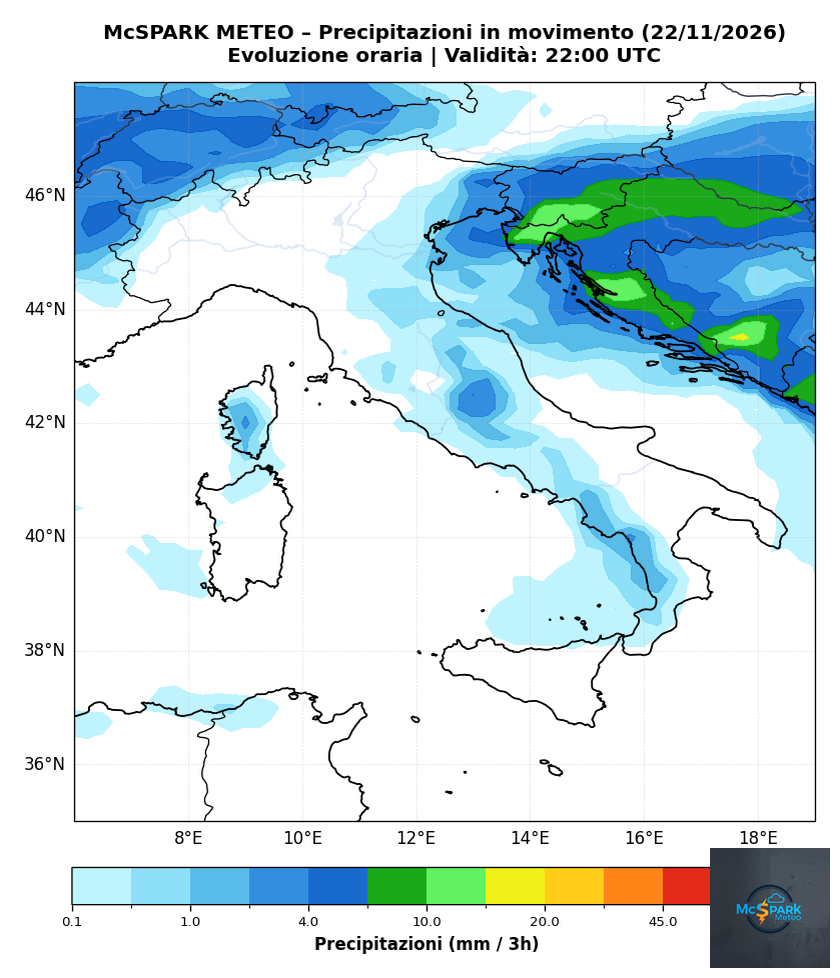 McSPARK METEO – Precipitazioni in movimento (22/11/2026)
Evoluzione oraria | Validità: 22:00 UTC
46°N
44°N
42°N
40°N
38°N
36°N
8°E 10°E 12°E 14°E 16°E 18°E
0.1 1.0 4.0 10.0 20.0 45.0
Precipitazioni (mm / 3h)
McSPARK
Meteo